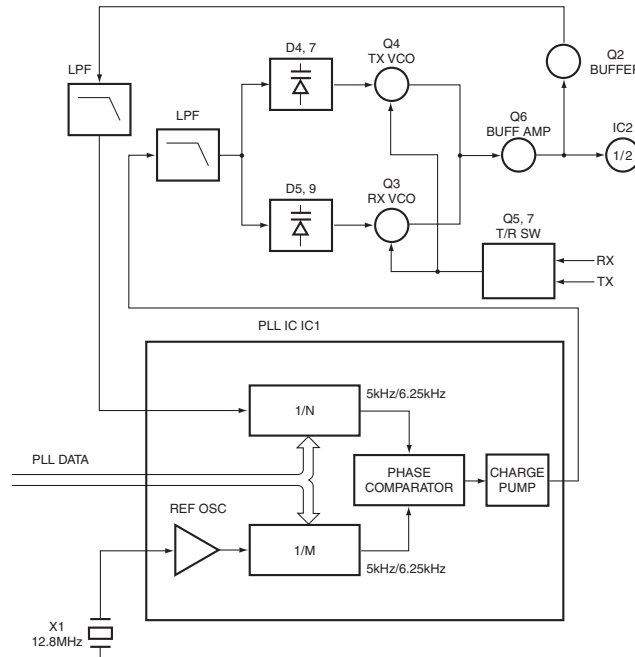 D4, 7
Q4
TX VCO
Q2
BUFFER
LPF
LPF
Q6
BUFF AMP
IC2
1/2
D5, 9
Q3
RX VCO
Q5, 7
T/R SW
RX
TX
PLL IC IC1
5kHz/6.25kHz
1/N
PLL DATA
PHASE
COMPARATOR
CHARGE
PUMP
REF OSC
1/M
5kHz/6.25kHz
X1
12.8MHz